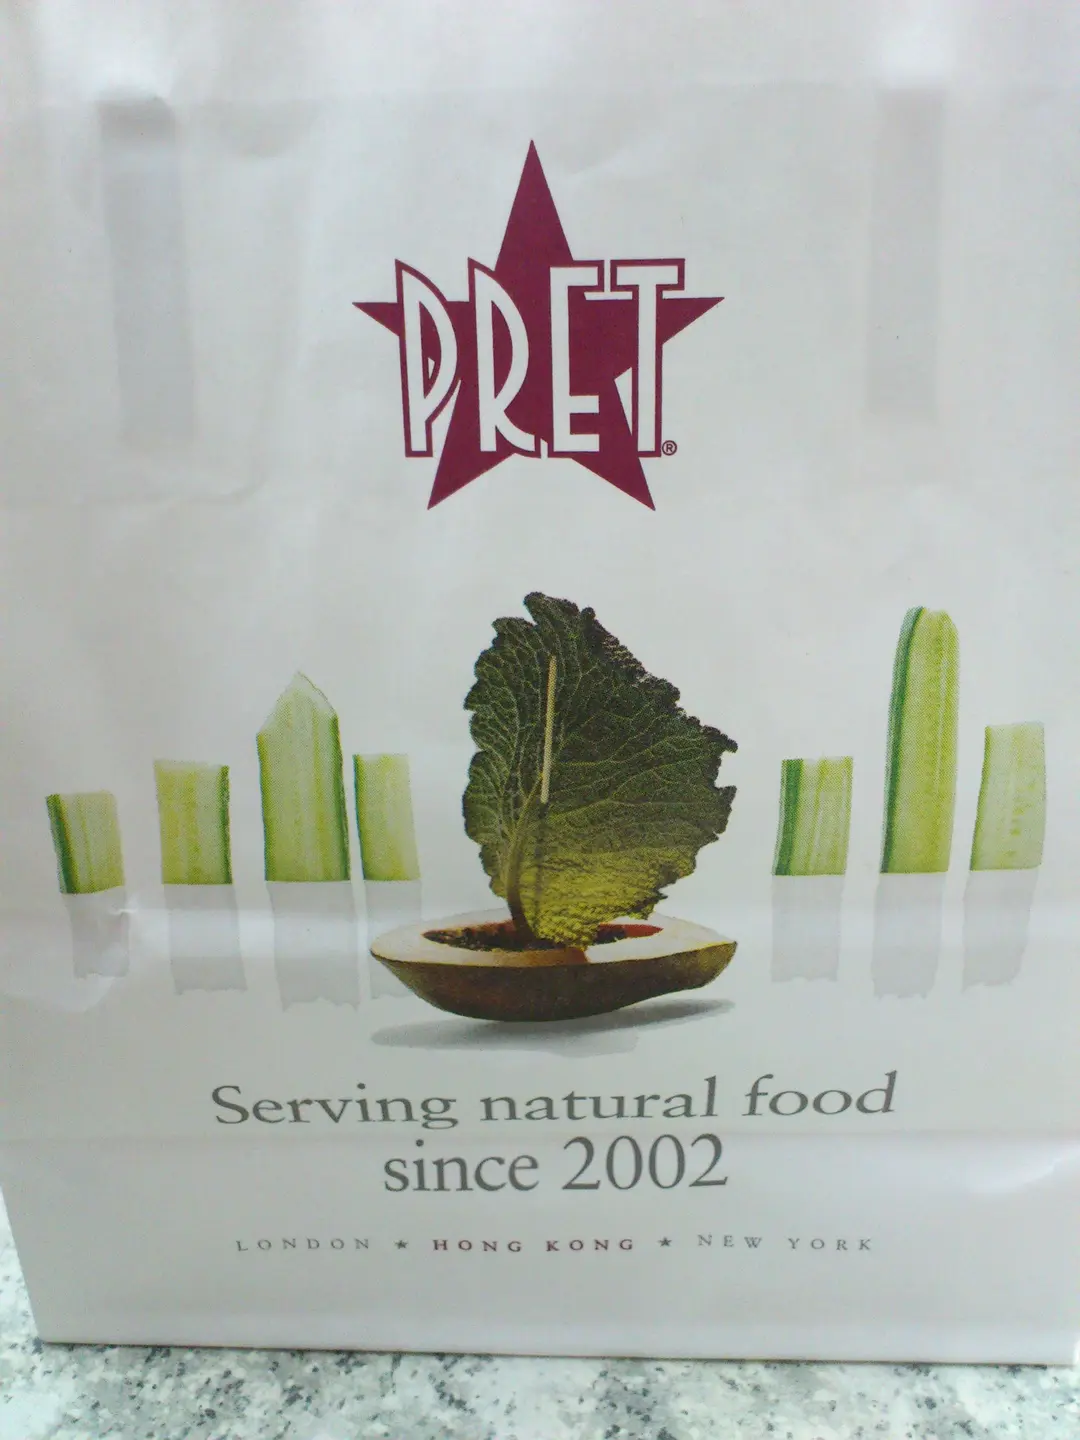 PRET®
Serving natural food
since 2002
LONDON ★ HONG KONG ★ NEW YORK